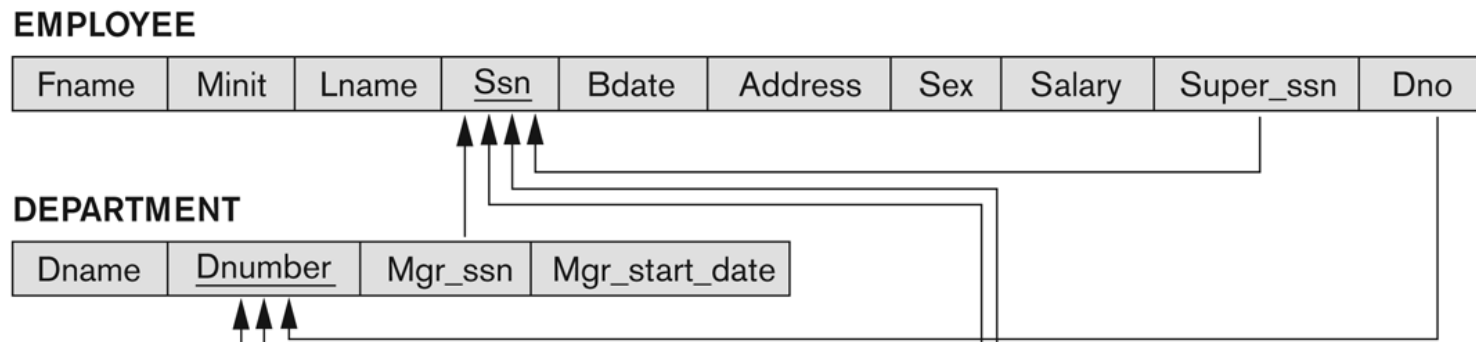 EMPLOYEE
Fname Minit Lname Ssn Bdate Address Sex Salary Super_ssn Dno
DEPARTMENT
Dname Dnumber Mgr_ssn Mgr_start_date